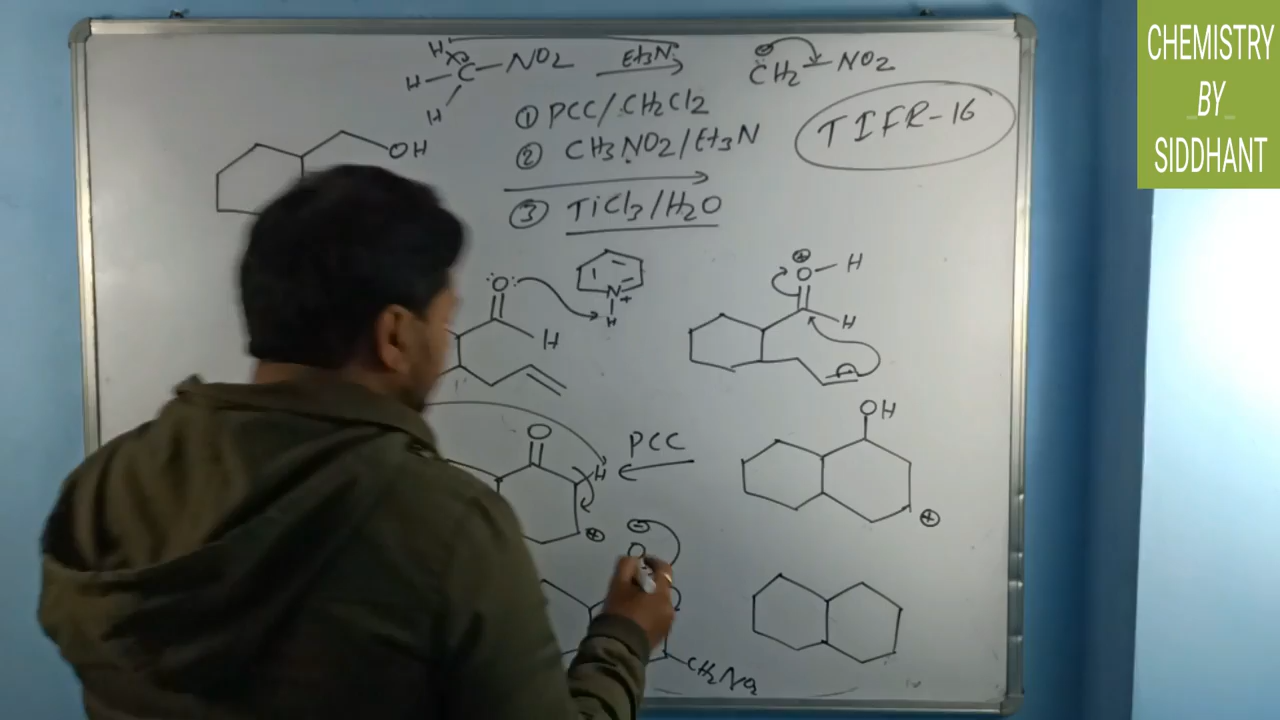 CHEMISTRY
BY
SIDDHANT
H
H C NO2 Et3N CH2 NO2
H
① PCC/CH2Cl2
② CH3NO2/Et3N
③ TiCl3/H2O
TIFR-16
OH
O
H
N+
H
⊕
O H
H
OH
PCC
O
H
⊕
⊕
⊖
O
CH2NO2